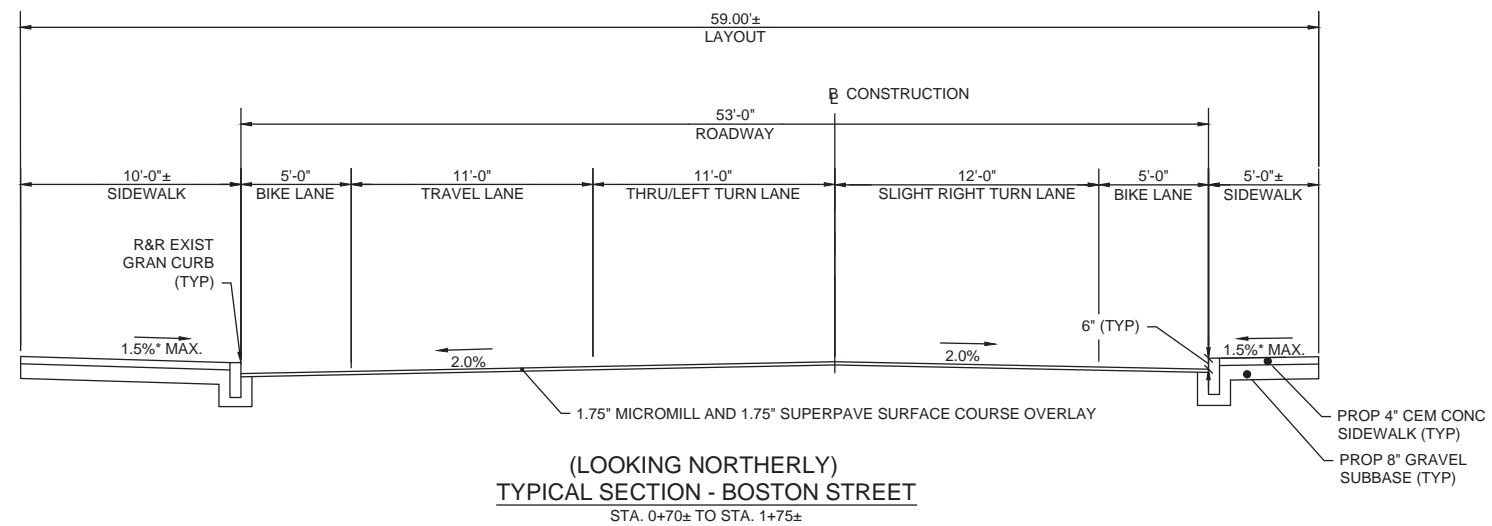 59.00'±
LAYOUT
B
L CONSTRUCTION
53'-0"
ROADWAY
10'-0"±
SIDEWALK
5'-0"
BIKE LANE
11'-0"
TRAVEL LANE
11'-0"
THRU/LEFT TURN LANE
12'-0"
SLIGHT RIGHT TURN LANE
5'-0"
BIKE LANE
5'-0"±
SIDEWALK
R&R EXIST
GRAN CURB
(TYP)
6" (TYP)
1.5%* MAX.
2.0%
2.0%
1.5%* MAX.
1.75" MICROMILL AND 1.75" SUPERPAVE SURFACE COURSE OVERLAY
PROP 4" CEM CONC
SIDEWALK (TYP)
PROP 8" GRAVEL
SUBBASE (TYP)
(LOOKING NORTHERLY)
TYPICAL SECTION - BOSTON STREET
STA. 0+70± TO STA. 1+75±